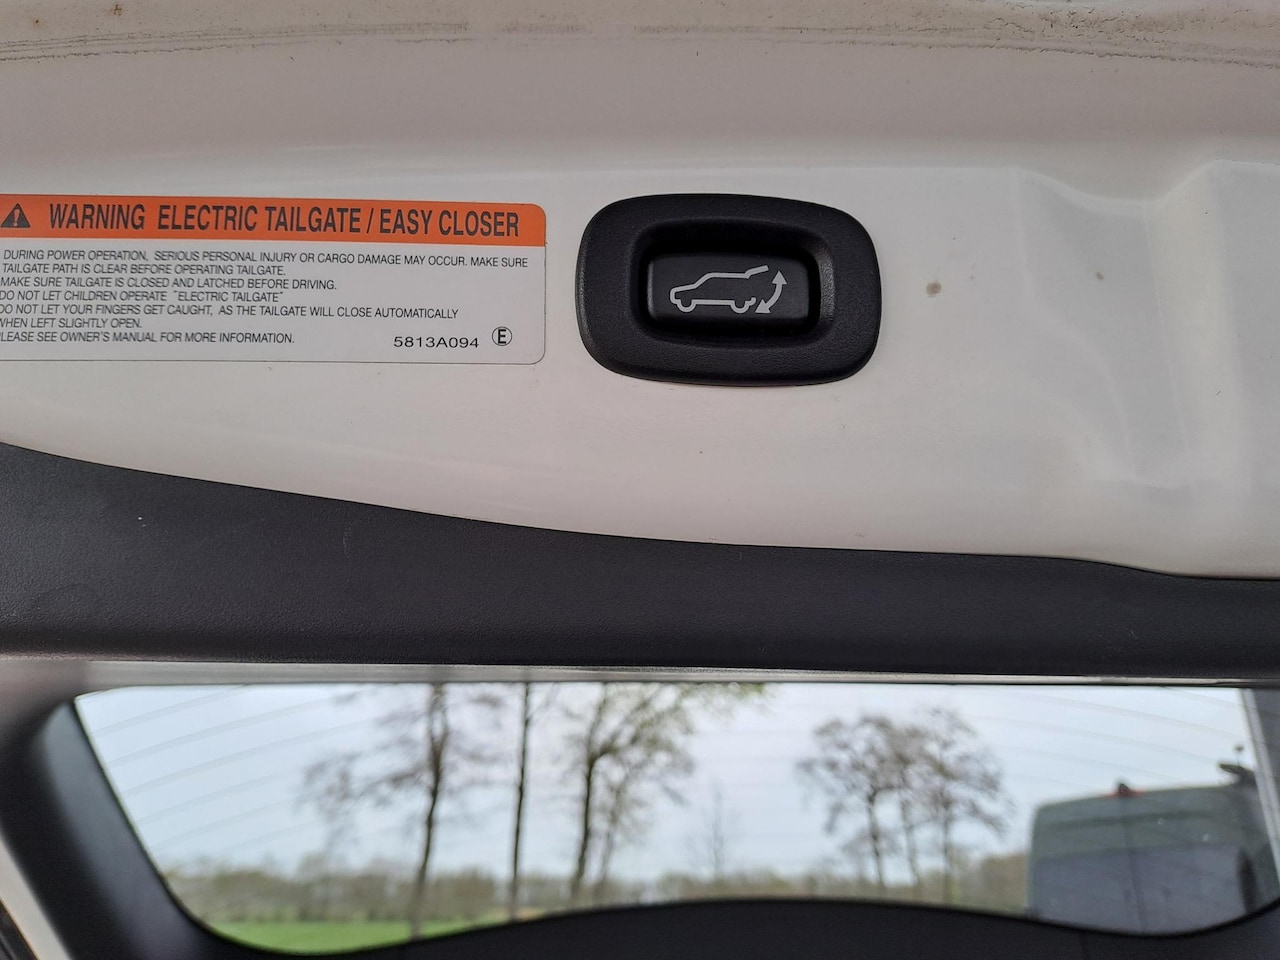 WARNING ELECTRIC TAILGATE / EASY CLOSER
DURING POWER OPERATION, SERIOUS PERSONAL INJURY OR CARGO DAMAGE MAY OCCUR. MAKE SURE
TAILGATE PATH IS CLEAR BEFORE OPERATING TAILGATE.
MAKE SURE TAILGATE IS CLOSED AND LATCHED BEFORE DRIVING.
DO NOT LET CHILDREN OPERATE "ELECTRIC TAILGATE"
DO NOT LET YOUR FINGERS GET CAUGHT, AS THE TAILGATE WILL CLOSE AUTOMATICALLY
WHEN LEFT SLIGHTLY OPEN.
PLEASE SEE OWNER'S MANUAL FOR MORE INFORMATION.
5813A094 E